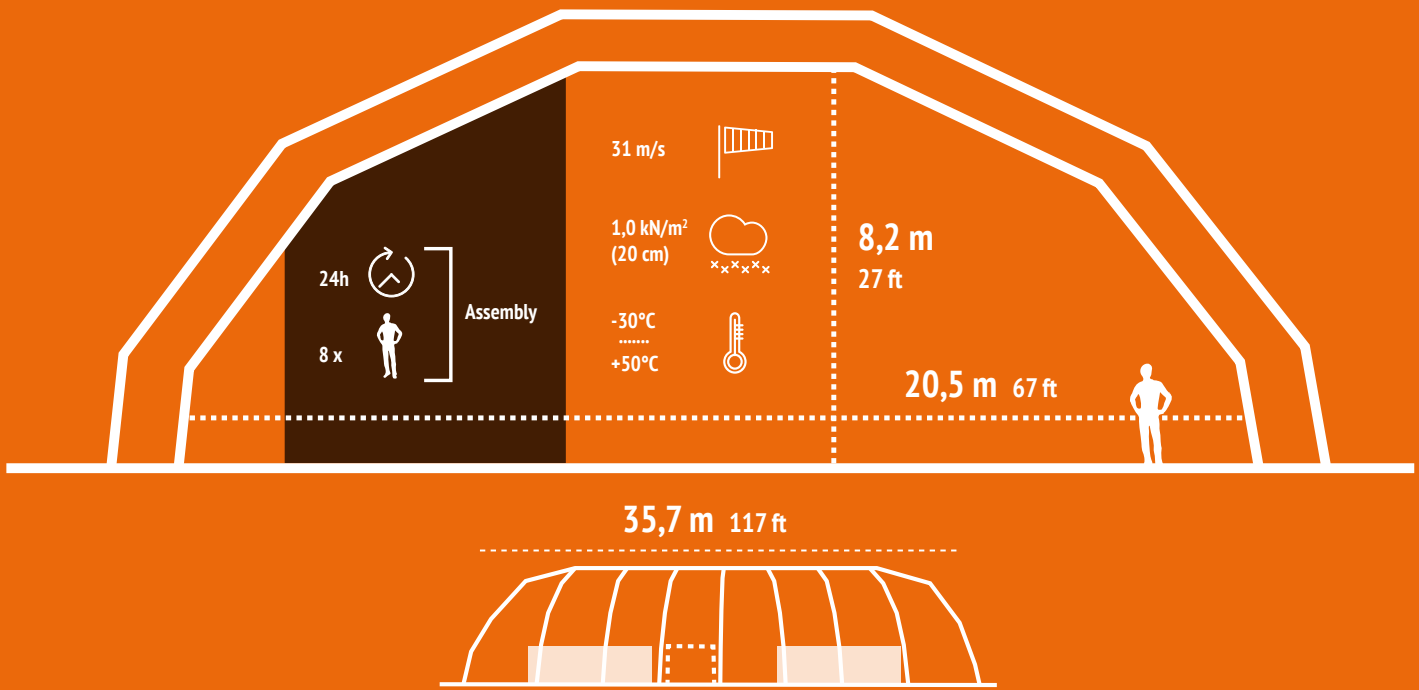 31 m/s
1,0 kN/m²
(20 cm)
-30°C
+50°C
24h
8 x
Assembly
8,2 m
27 ft
20,5 m 67 ft
35,7 m 117 ft